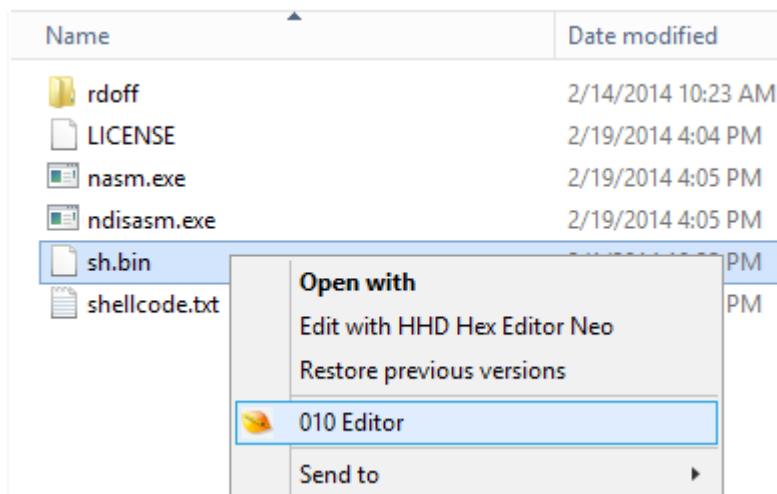 Name Date modified
rdoff 2/14/2014 10:23 AM
LICENSE 2/19/2014 4:04 PM
nasm.exe 2/19/2014 4:05 PM
ndisasm.exe 2/19/2014 4:05 PM
sh.bin PM
shellcode.txt PM
Open with
Edit with HHD Hex Editor Neo
Restore previous versions
010 Editor
Send to